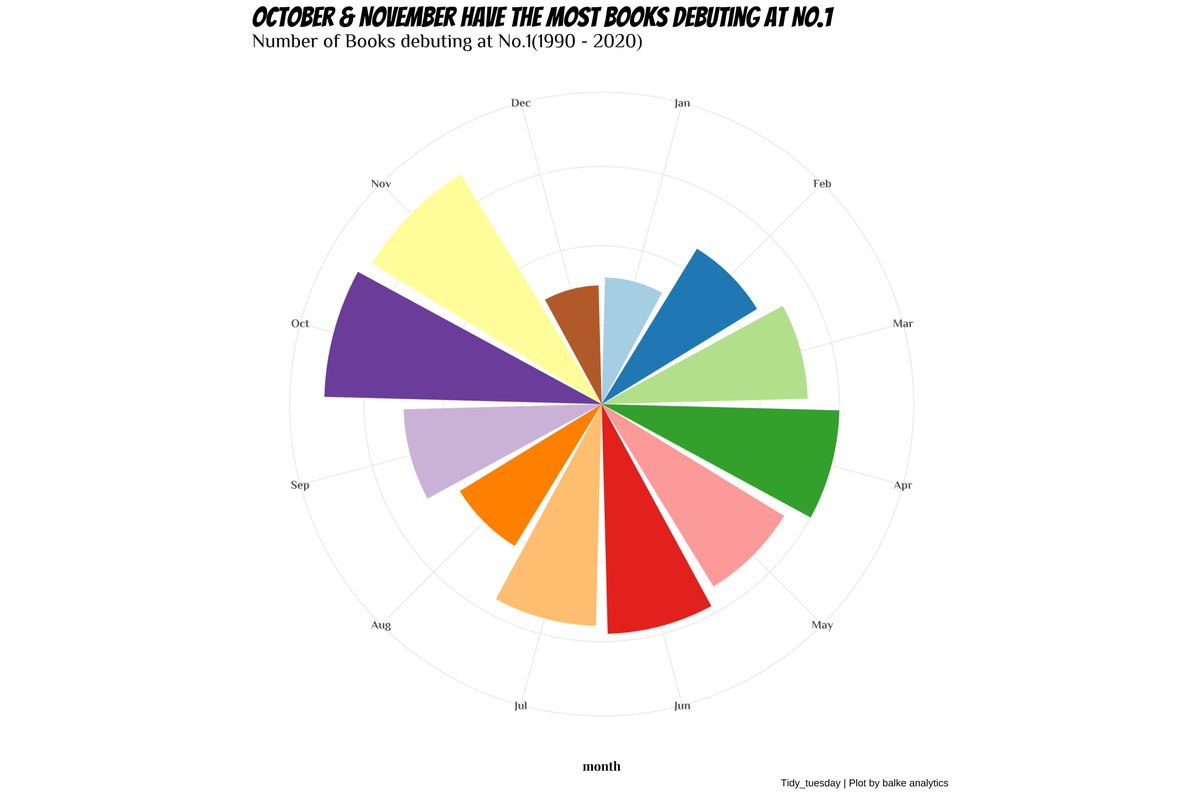 OCTOBER & NOVEMBER HAVE THE MOST BOOKS DEBUTING AT NO.1
Number of Books debuting at No.1(1990 - 2020)
Dec
Jan
Nov
Feb
Oct
Mar
Sep
Apr
Aug
May
Jul
Jun
month
Tidy_tuesday | Plot by balke analytics